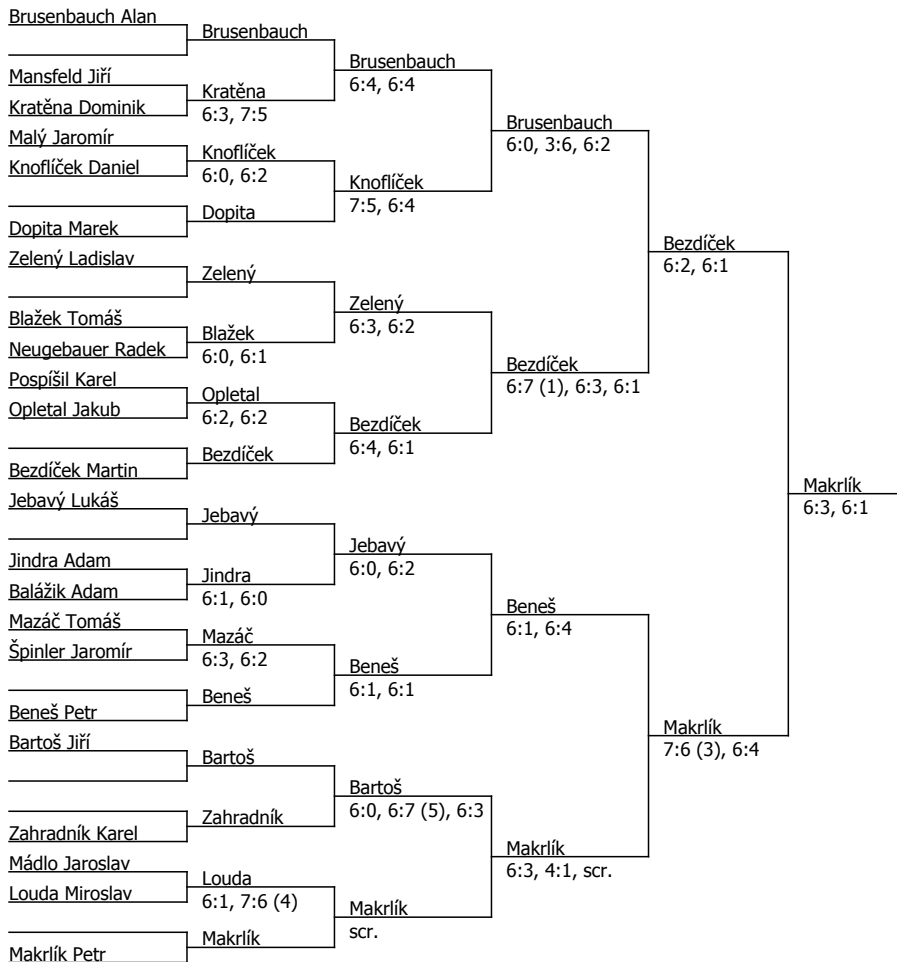 Brusenbauch Alan
Mansfeld Jiří
Kratěna Dominik
Malý Jaromír
Knoflíček Daniel
Dopita Marek
Zelený Ladislav
Blažek Tomáš
Neugebauer Radek
Pospíšil Karel
Opletal Jakub
Bezdíček Martin
Jebavý Lukáš
Jindra Adam
Balážik Adam
Mazáč Tomáš
Špinler Jaromír
Beneš Petr
Bartoš Jiří
Zahradník Karel
Mádlo Jaroslav
Louda Miroslav
Makrlík Petr
Brusenbauch
Kratěna
6:3, 7:5
Knoflíček
6:0, 6:2
Dopita
Zelený
Blažek
6:0, 6:1
Opletal
6:2, 6:2
Bezdíček
Jebavý
Jindra
6:1, 6:0
Mazáč
6:3, 6:2
Beneš
Bartoš
Zahradník
Louda
6:1, 7:6 (4)
Makrlík
Brusenbauch
6:4, 6:4
Knoflíček
7:5, 6:4
Zelený
6:3, 6:2
Bezdíček
6:4, 6:1
Jebavý
6:0, 6:2
Beneš
6:1, 6:1
Bartoš
6:0, 6:7 (5), 6:3
Makrlík
scr.
Brusenbauch
6:0, 3:6, 6:2
Bezdíček
6:7 (1), 6:3, 6:1
Beneš
6:1, 6:4
Makrlík
6:3, 4:1, scr.
Bezdíček
6:2, 6:1
Makrlík
7:6 (3), 6:4
Makrlík
6:3, 6:1